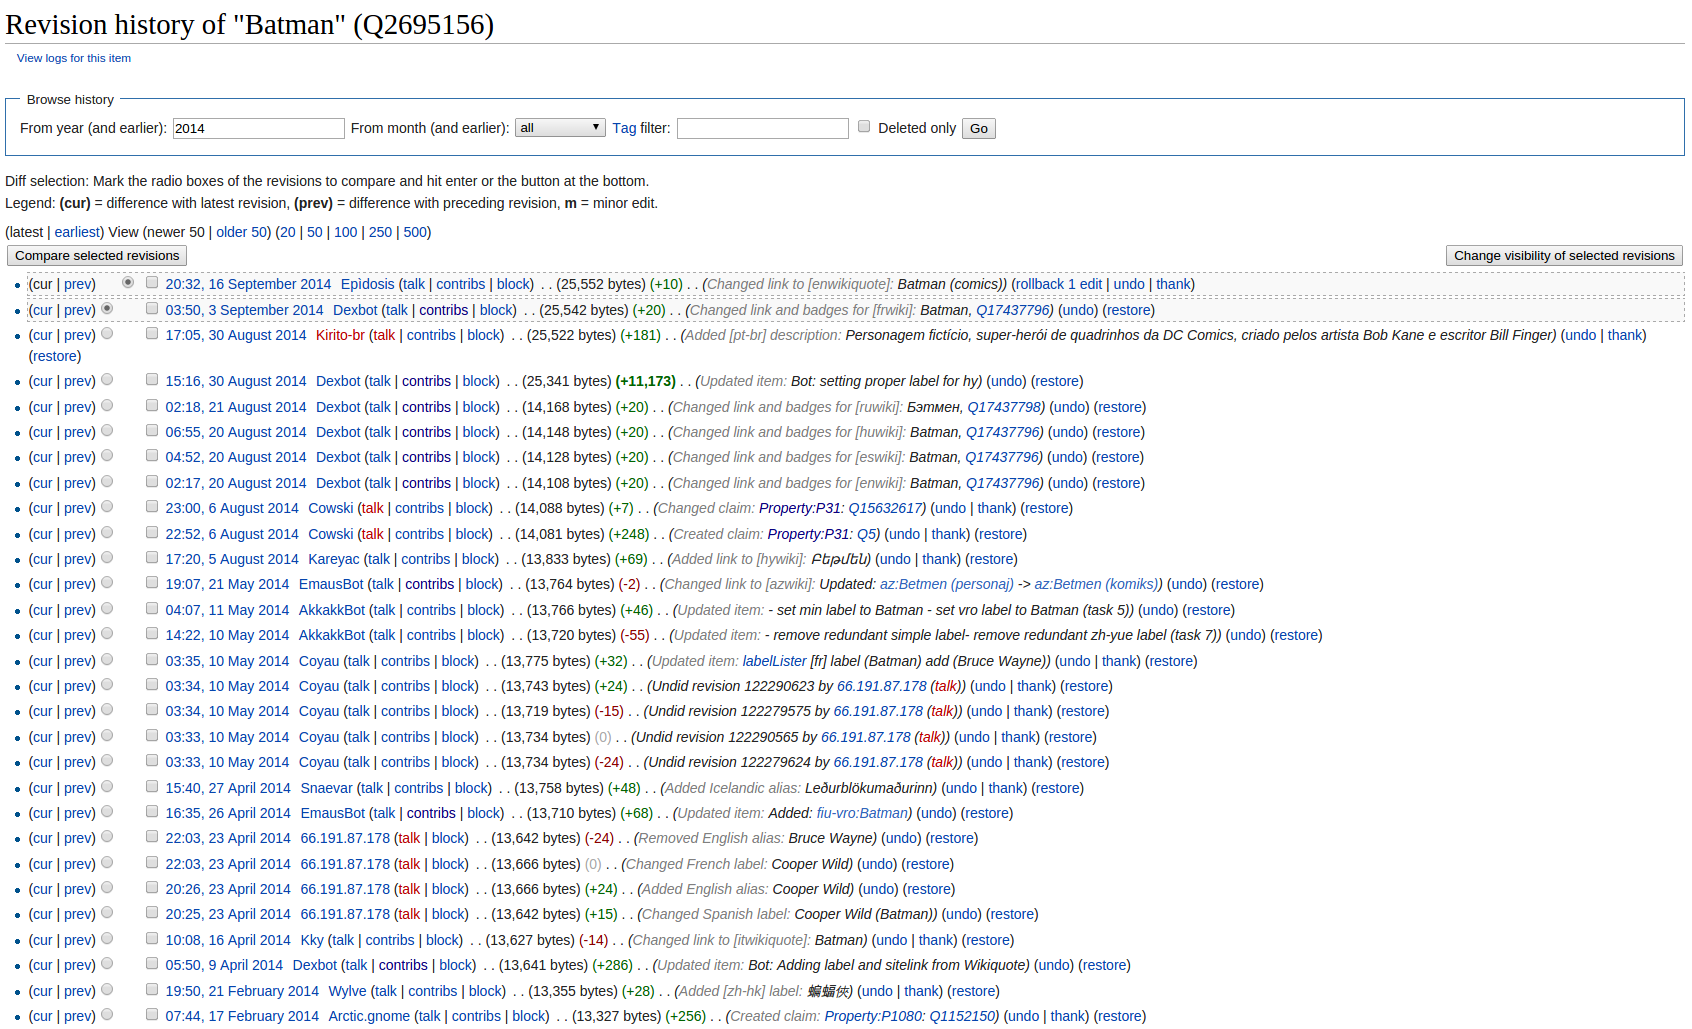 Revision history of "Batman" (Q2695156)
View logs for this item
Browse history
From year (and earlier): 2014 From month (and earlier): all Tag filter: Deleted only Go
Diff selection: Mark the radio boxes of the revisions to compare and hit enter or the button at the bottom.
Legend: (cur) = difference with latest revision, (prev) = difference with preceding revision, m = minor edit.
(latest | earliest) View (newer 50 | older 50) (20 | 50 | 100 | 250 | 500)
Compare selected revisions Change visibility of selected revisions
(cur | prev) 20:32, 16 September 2014 Epìdosis (talk | contribs | block) . . (25,552 bytes) (+10) . . (Changed link to [enwikiquote]: Batman (comics)) (rollback 1 edit | undo | thank)
(cur | prev) 03:50, 3 September 2014 Dexbot (talk | contribs | block) . . (25,542 bytes) (+20) . . (Changed link and badges for [frwiki]: Batman, Q17437796) (undo) (restore)
(cur | prev) 17:05, 30 August 2014 Kirito-br (talk | contribs | block) . . (25,522 bytes) (+181) . . (Added [pt-br] description: Personagem fictício, super-herói de quadrinhos da DC Comics, criado pelos artista Bob Kane e escritor Bill Finger) (undo | thank)
(restore)
(cur | prev) 15:16, 30 August 2014 Dexbot (talk | contribs | block) . . (25,341 bytes) (+11,173) . . (Updated item: Bot: setting proper label for hy) (undo) (restore)
(cur | prev) 02:18, 21 August 2014 Dexbot (talk | contribs | block) . . (14,168 bytes) (+20) . . (Changed link and badges for [ruwiki]: Бэтмен, Q17437798) (undo) (restore)
(cur | prev) 06:55, 20 August 2014 Dexbot (talk | contribs | block) . . (14,148 bytes) (+20) . . (Changed link and badges for [huwiki]: Batman, Q17437796) (undo) (restore)
(cur | prev) 04:52, 20 August 2014 Dexbot (talk | contribs | block) . . (14,128 bytes) (+20) . . (Changed link and badges for [eswiki]: Batman, Q17437796) (undo) (restore)
(cur | prev) 02:17, 20 August 2014 Dexbot (talk | contribs | block) . . (14,108 bytes) (+20) . . (Changed link and badges for [enwiki]: Batman, Q17437796) (undo) (restore)
(cur | prev) 23:00, 6 August 2014 Cowski (talk | contribs | block) . . (14,088 bytes) (+7) . . (Changed claim: Property:P31: Q15632617) (undo | thank) (restore)
(cur | prev) 22:52, 6 August 2014 Cowski (talk | contribs | block) . . (14,081 bytes) (+248) . . (Created claim: Property:P31: Q5) (undo | thank) (restore)
(cur | prev) 17:20, 5 August 2014 Kareyac (talk | contribs | block) . . (13,833 bytes) (+69) . . (Added link to [hywiki]: Բեթմեն) (undo | thank) (restore)
(cur | prev) 19:07, 21 May 2014 EmausBot (talk | contribs | block) . . (13,764 bytes) (-2) . . (Changed link to [azwiki]: Updated: az:Betmen (personaj) -> az:Betmen (komiks)) (undo) (restore)
(cur | prev) 04:07, 11 May 2014 AkkakkBot (talk | contribs | block) . . (13,766 bytes) (+46) . . (Updated item: - set min label to Batman - set vro label to Batman (task 5)) (undo) (restore)
(cur | prev) 14:22, 10 May 2014 AkkakkBot (talk | contribs | block) . . (13,720 bytes) (-55) . . (Updated item: - remove redundant simple label- remove redundant zh-yue label (task 7)) (undo) (restore)
(cur | prev) 03:35, 10 May 2014 Coyau (talk | contribs | block) . . (13,775 bytes) (+32) . . (Updated item: labelLister [fr] label (Batman) add (Bruce Wayne)) (undo | thank) (restore)
(cur | prev) 03:34, 10 May 2014 Coyau (talk | contribs | block) . . (13,743 bytes) (+24) . . (Undid revision 122290623 by 66.191.87.178 (talk)) (undo | thank) (restore)
(cur | prev) 03:34, 10 May 2014 Coyau (talk | contribs | block) . . (13,719 bytes) (-15) . . (Undid revision 122279575 by 66.191.87.178 (talk)) (undo | thank) (restore)
(cur | prev) 03:33, 10 May 2014 Coyau (talk | contribs | block) . . (13,734 bytes) (0) . . (Undid revision 122290565 by 66.191.87.178 (talk)) (undo | thank) (restore)
(cur | prev) 03:33, 10 May 2014 Coyau (talk | contribs | block) . . (13,734 bytes) (-24) . . (Undid revision 122279624 by 66.191.87.178 (talk)) (undo | thank) (restore)
(cur | prev) 15:40, 27 April 2014 Snaevar (talk | contribs | block) . . (13,758 bytes) (+48) . . (Added Icelandic alias: Leðurblökumaðurinn) (undo | thank) (restore)
(cur | prev) 16:35, 26 April 2014 EmausBot (talk | contribs | block) . . (13,710 bytes) (+68) . . (Updated item: Added: fiu-vro:Batman) (undo) (restore)
(cur | prev) 22:03, 23 April 2014 66.191.87.178 (talk | block) . . (13,642 bytes) (-24) . . (Removed English alias: Bruce Wayne) (undo) (restore)
(cur | prev) 22:03, 23 April 2014 66.191.87.178 (talk | block) . . (13,666 bytes) (0) . . (Changed French label: Cooper Wild) (undo) (restore)
(cur | prev) 20:26, 23 April 2014 66.191.87.178 (talk | block) . . (13,666 bytes) (+24) . . (Added English alias: Cooper Wild) (undo) (restore)
(cur | prev) 20:25, 23 April 2014 66.191.87.178 (talk | block) . . (13,642 bytes) (+15) . . (Changed Spanish label: Cooper Wild (Batman)) (undo) (restore)
(cur | prev) 10:08, 16 April 2014 Kky (talk | contribs | block) . . (13,627 bytes) (-14) . . (Changed link to [itwikiquote]: Batman) (undo | thank) (restore)
(cur | prev) 05:50, 9 April 2014 Dexbot (talk | contribs | block) . . (13,641 bytes) (+286) . . (Updated item: Bot: Adding label and sitelink from Wikiquote) (undo) (restore)
(cur | prev) 19:50, 21 February 2014 Wylve (talk | contribs | block) . . (13,355 bytes) (+28) . . (Added [zh-hk] label: 蝙蝠俠) (undo | thank) (restore)
(cur | prev) 07:44, 17 February 2014 Arctic.gnome (talk | contribs | block) . . (13,327 bytes) (+256) . . (Created claim: Property:P1080: Q1152150) (undo | thank) (restore)